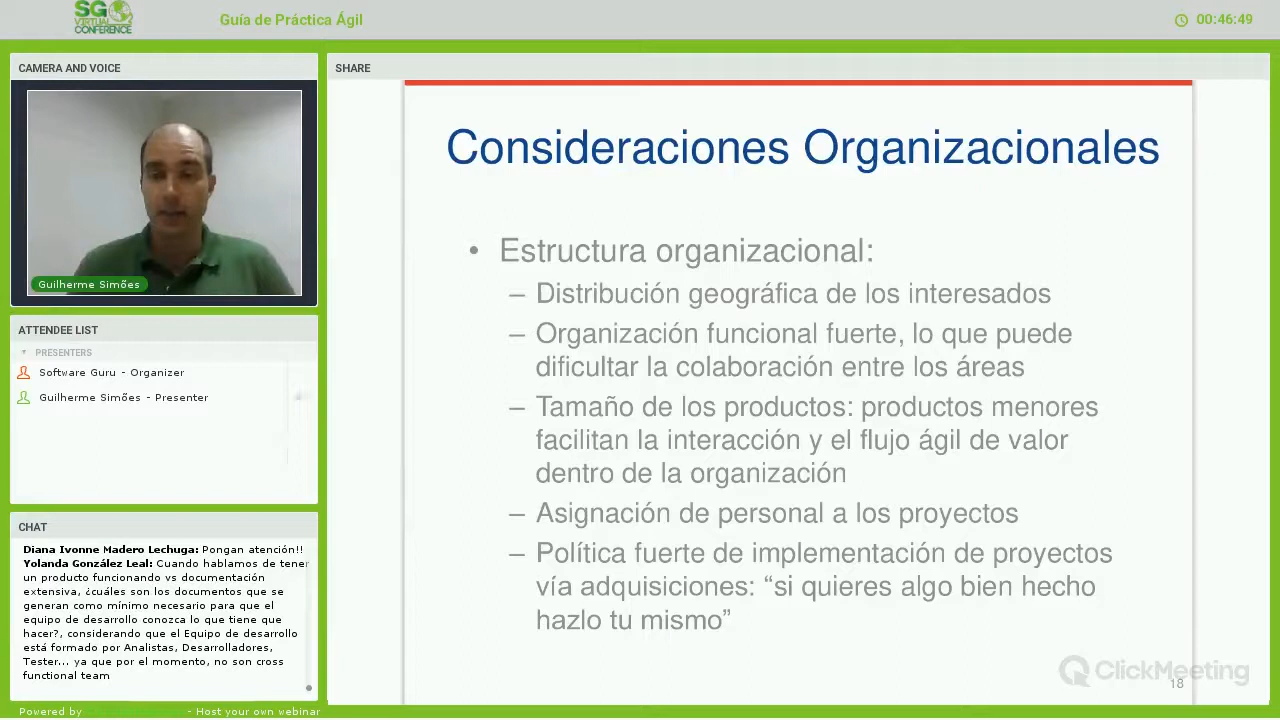 SG
VIRTUAL
CONFERENCE
Guía de Práctica Ágil
00:46:49
CAMERA AND VOICE
Guilherme Simões
ATTENDEE LIST
PRESENTERS
Software Guru - Organizer
Guilherme Simões - Presenter
CHAT
Diana Ivonne Madero Lechuga: Pongan atención!!
Yolanda González Leal: Cuando hablamos de tener
un producto funcionando vs documentación
extensiva, ¿cuáles son los documentos que se
generan como mínimo necesario para que el
equipo de desarrollo conozca lo que tiene que
hacer?, considerando que el Equipo de desarrollo
está formado por Analistas, Desarrolladores,
Tester... ya que por el momento, no son cross
functional team
Powered by - Host your own webinar
SHARE
Consideraciones Organizacionales
• Estructura organizacional:
– Distribución geográfica de los interesados
– Organización funcional fuerte, lo que puede
dificultar la colaboración entre los áreas
– Tamaño de los productos: productos menores
facilitan la interacción y el flujo ágil de valor
dentro de la organización
– Asignación de personal a los proyectos
– Política fuerte de implementación de proyectos
vía adquisiciones: “si quieres algo bien hecho
hazlo tu mismo”
ClickMeeting
18